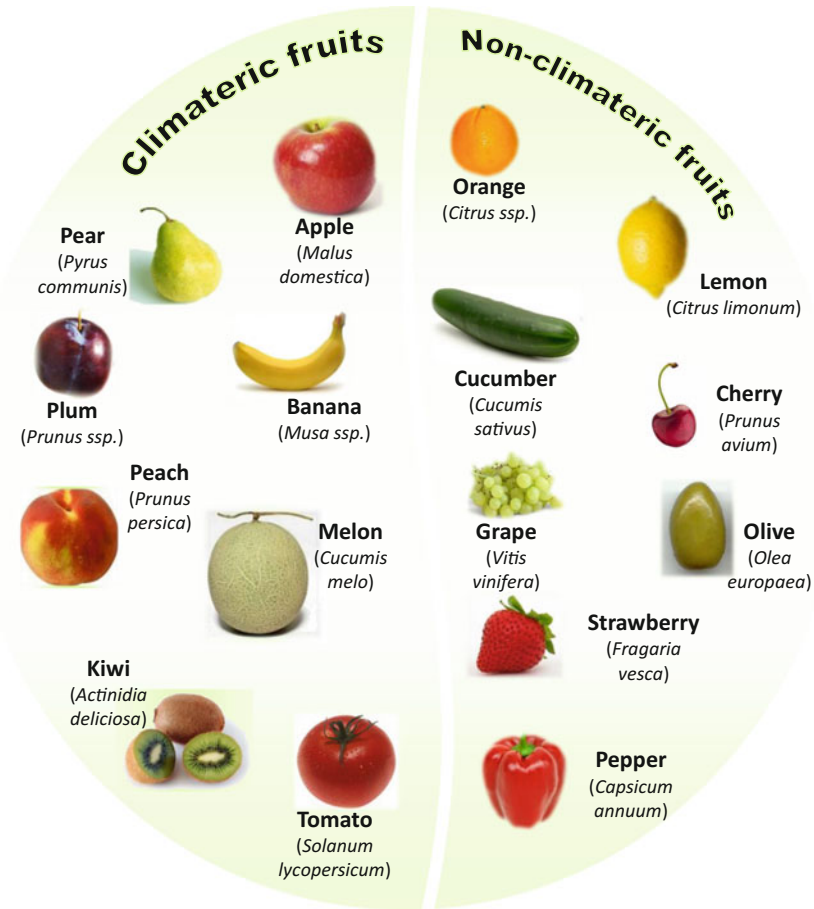 Climateric fruits
Non-climateric fruits
Apple
(Malus
domestica)
Pear
(Pyrus
communis)
Plum
(Prunus ssp.)
Banana
(Musa ssp.)
Peach
(Prunus
persica)
Melon
(Cucumis
melo)
Kiwi
(Actinidia
deliciosa)
Tomato
(Solanum
lycopersicum)
Orange
(Citrus ssp.)
Lemon
(Citrus limonum)
Cucumber
(Cucumis
sativus)
Cherry
(Prunus
avium)
Grape
(Vitis
vinifera)
Olive
(Olea
europaea)
Strawberry
(Fragaria
vesca)
Pepper
(Capsicum
annuum)